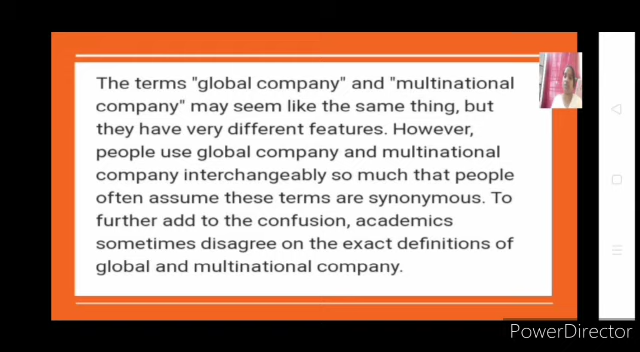 The terms "global company" and "multinational
company" may seem like the same thing, but
they have very different features. However,
people use global company and multinational
company interchangeably so much that people
often assume these terms are synonymous. To
further add to the confusion, academics
sometimes disagree on the exact definitions of
global and multinational company.
PowerDirector